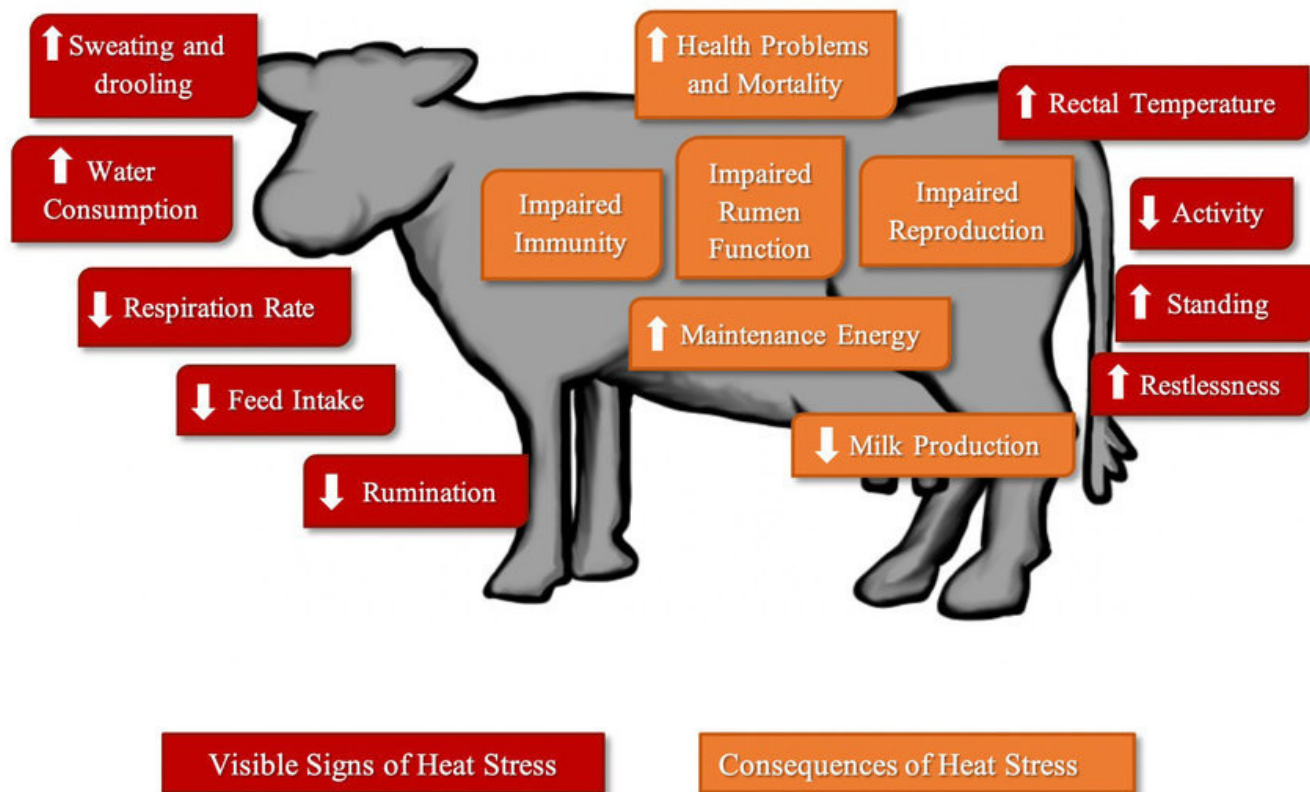 ↑ Sweating and
drooling
↑ Water
Consumption
↓ Respiration Rate
↓ Feed Intake
↓ Rumination
↑ Health Problems
and Mortality
Impaired
Immunity
Impaired
Rumen
Function
Impaired
Reproduction
↑ Maintenance Energy
↓ Milk Production
↑ Rectal Temperature
↓ Activity
↑ Standing
↑ Restlessness
Visible Signs of Heat Stress
Consequences of Heat Stress